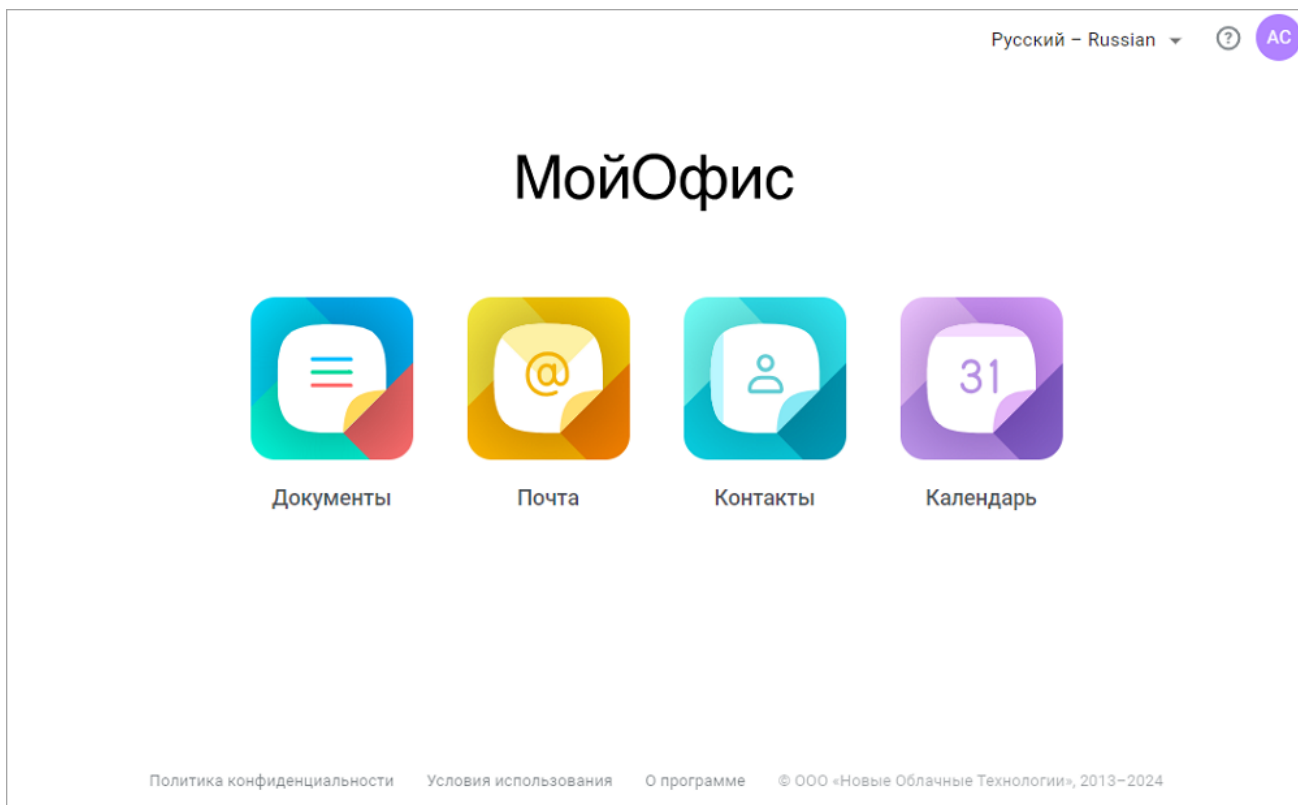 Русский – Russian
?
АС
МойОфис
@
31
Документы
Почта
Контакты
Календарь
Политика конфиденциальности
Условия использования
О программе
© ООО «Новые Облачные Технологии», 2013–2024